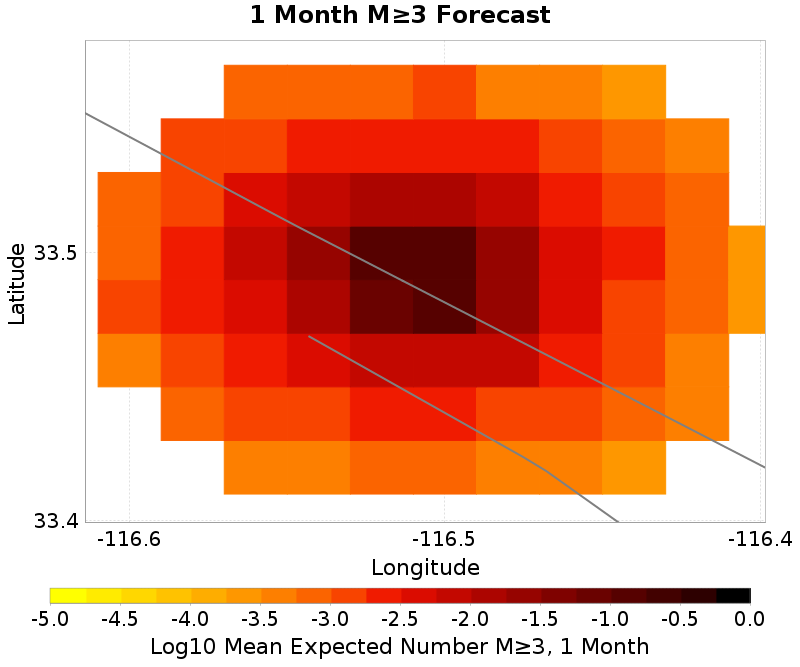 1 Month M≥3 Forecast
Latitude
33.5
33.4
-116.6 -116.5 -116.4
Longitude
-5.0 -4.5 -4.0 -3.5 -3.0 -2.5 -2.0 -1.5 -1.0 -0.5 0.0
Log10 Mean Expected Number M≥3, 1 Month